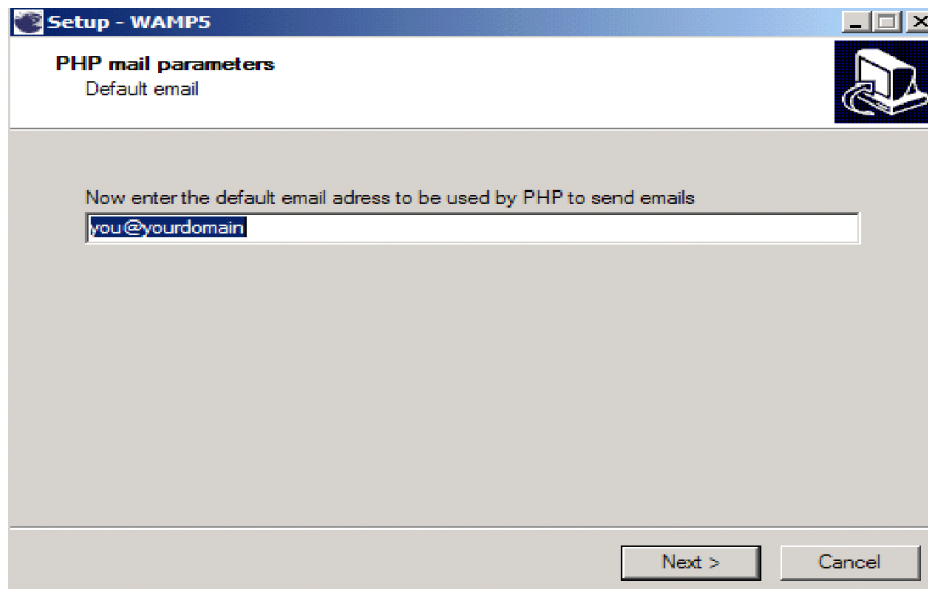 Setup - WAMP5
PHP mail parameters
Default email
Now enter the default email adress to be used by PHP to send emails
you@yourdomain
Next >
Cancel